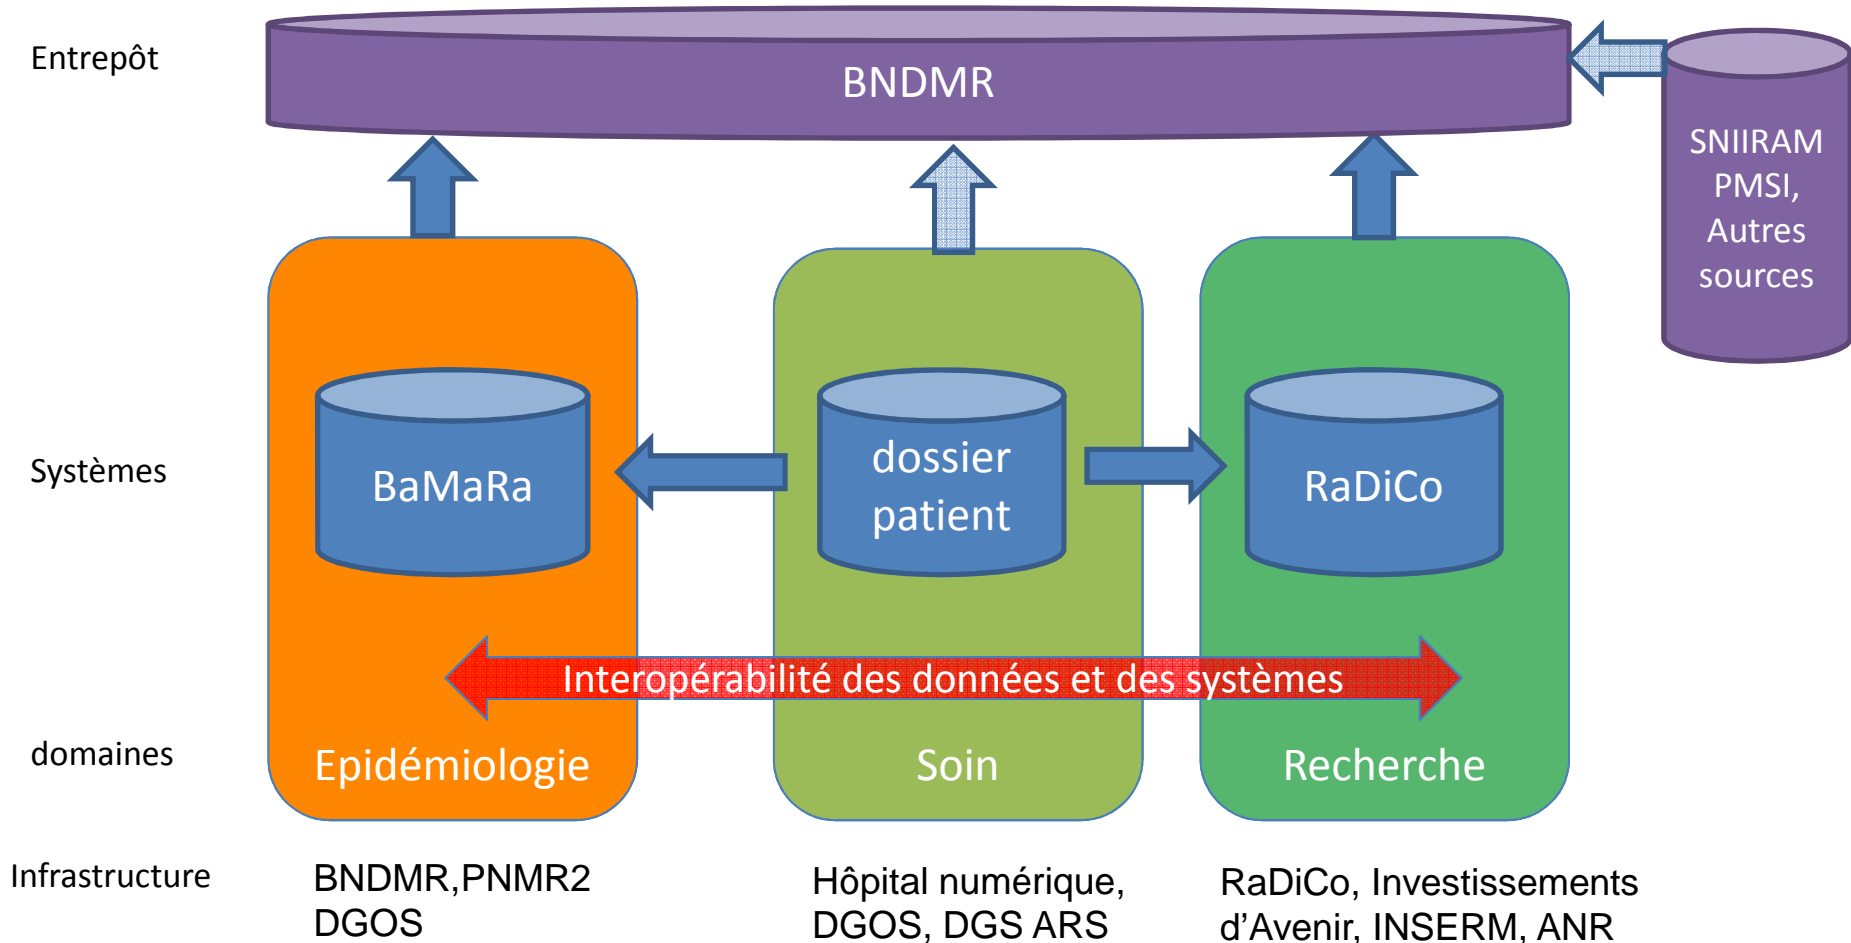 Entrepôt
BNDMR
SNIIRAM
PMSI,
Autres
sources
Systèmes
BaMaRa
dossier
patient
RaDiCo
Interopérabilité des données et des systèmes
domaines
Epidémiologie
Soin
Recherche
Infrastructure
BNDMR,PNMR2
DGOS
Hôpital numérique,
DGOS, DGS ARS
RaDiCo, Investissements
d'Avenir, INSERM, ANR